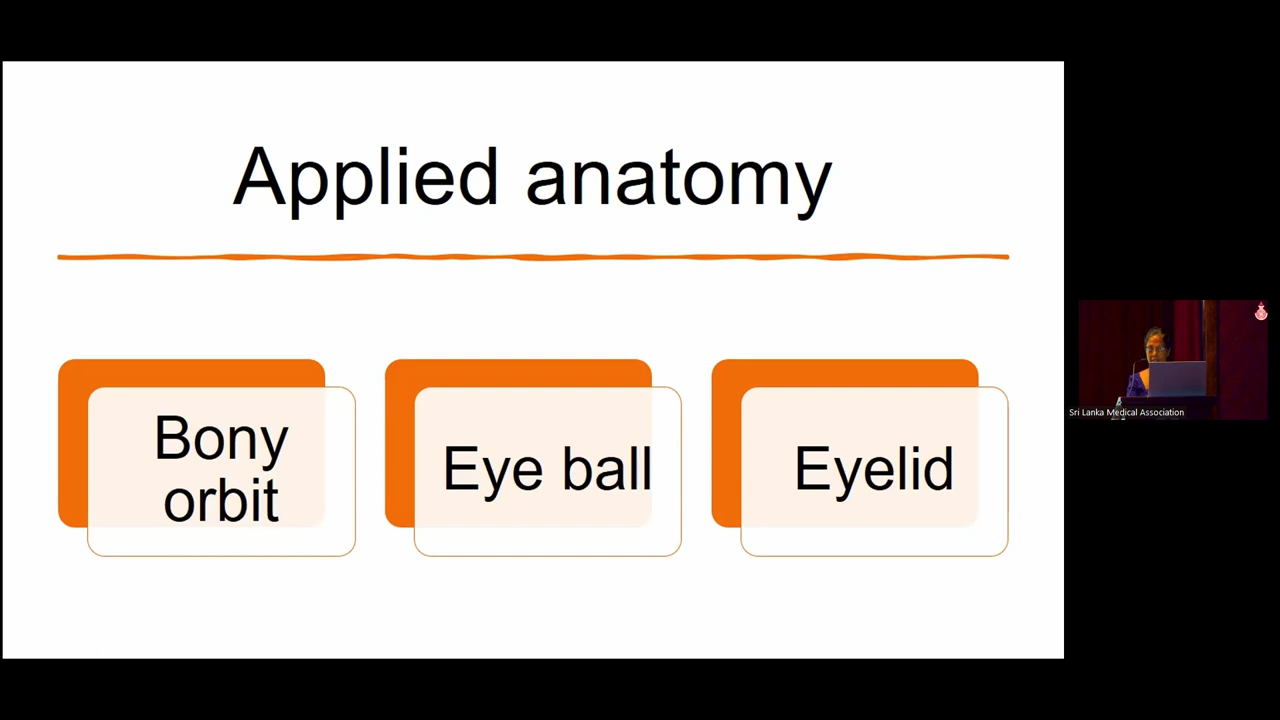 Applied anatomy
Bony
orbit
Eye ball
Eyelid
Sri Lanka Medical Association